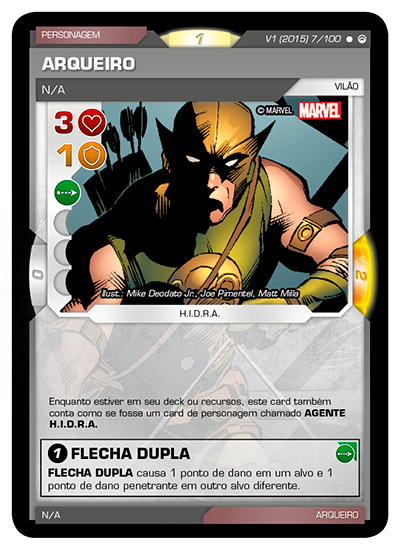 PERSONAGEM
1
V1 (2015) 7/100
ARQUEIRO
N/A
VILÃO
3
© MARVEL MARVEL
1
0
2
Illust.: Mike Deodato Jr., Joe Pimentel, Matt Milla
H.I.D.R.A.
Enquanto estiver em seu deck ou recursos, este card também
conta como se fosse um card de personagem chamado AGENTE
H.I.D.R.A.
1 FLECHA DUPLA
FLECHA DUPLA causa 1 ponto de dano em um alvo e 1
ponto de dano penetrante em outro alvo diferente.
N/A
ARQUEIRO